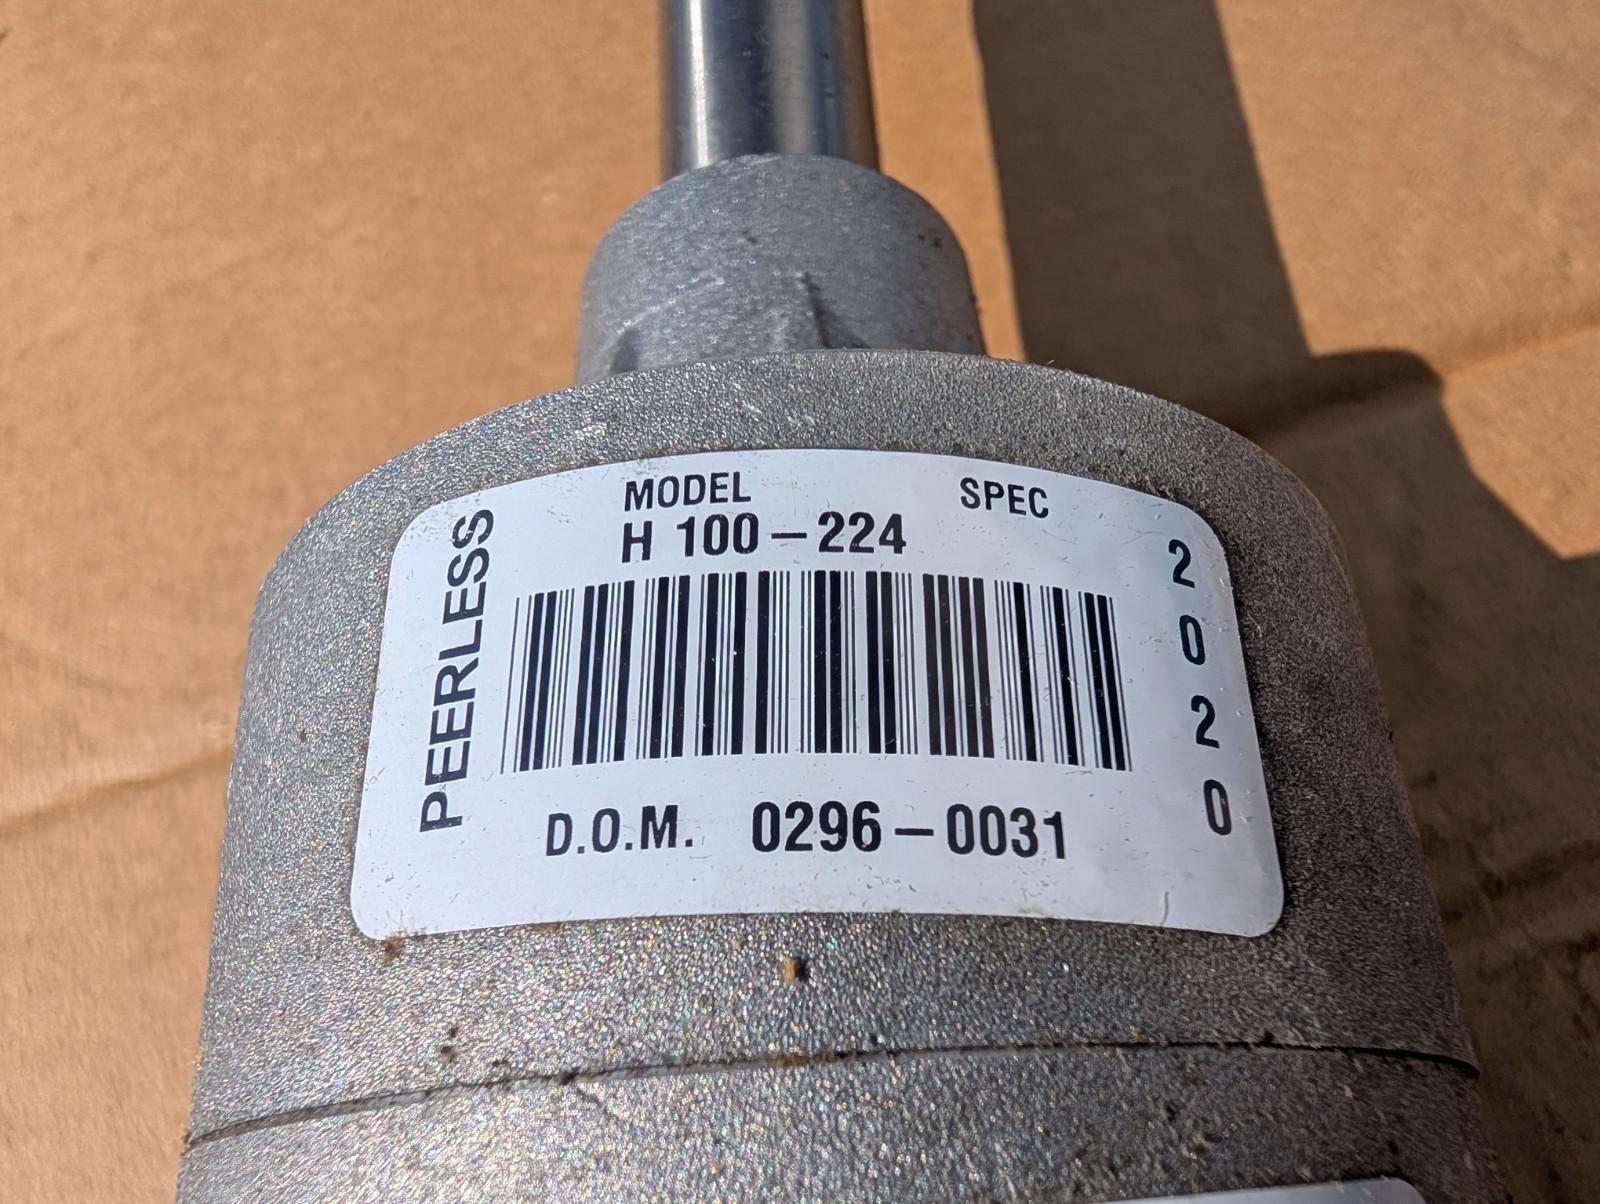 PEERLESS
MODEL SPEC
H 100-224
D.O.M. 0296-0031
2020